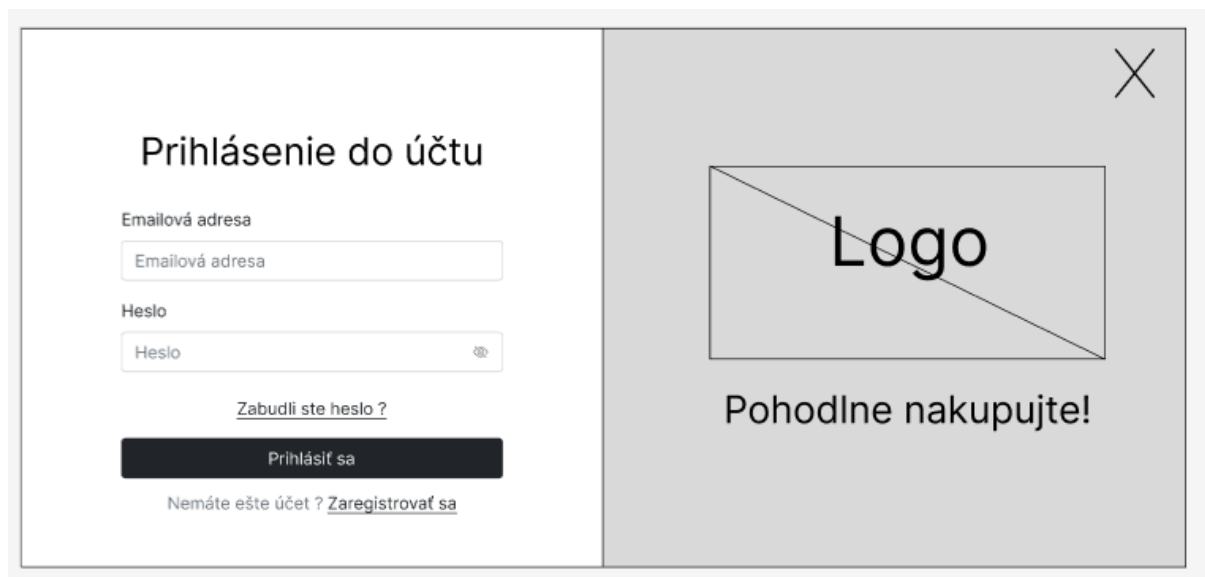 Prihlásenie do účtu
Emailová adresa
Emailová adresa
Heslo
Heslo
Zabudli ste heslo ?
Prihlásiť sa
Nemáte ešte účet ? Zaregistrovať sa
Logo
Pohodlne nakupujte!